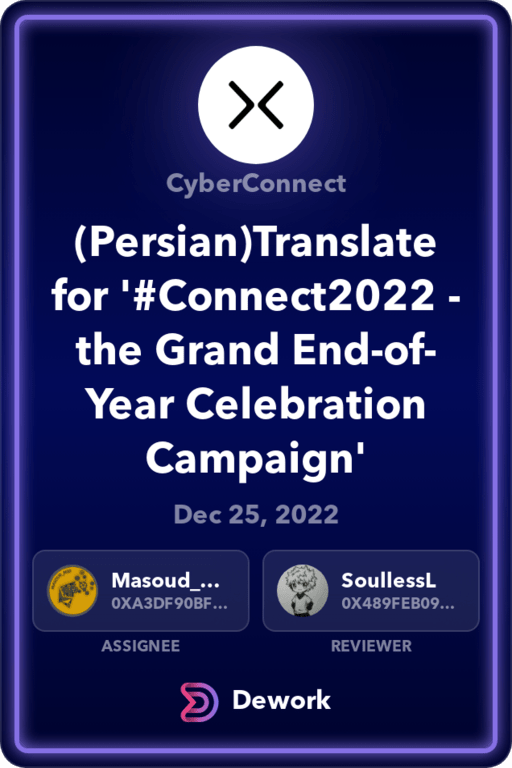 CyberConnect
(Persian)Translate
for '#Connect2022 -
the Grand End-of-
Year Celebration
Campaign'
Dec 25, 2022
Masoud_...
0XA3DF90BF...
SoullessL
0X489FEB09...
ASSIGNEE
REVIEWER
Dework